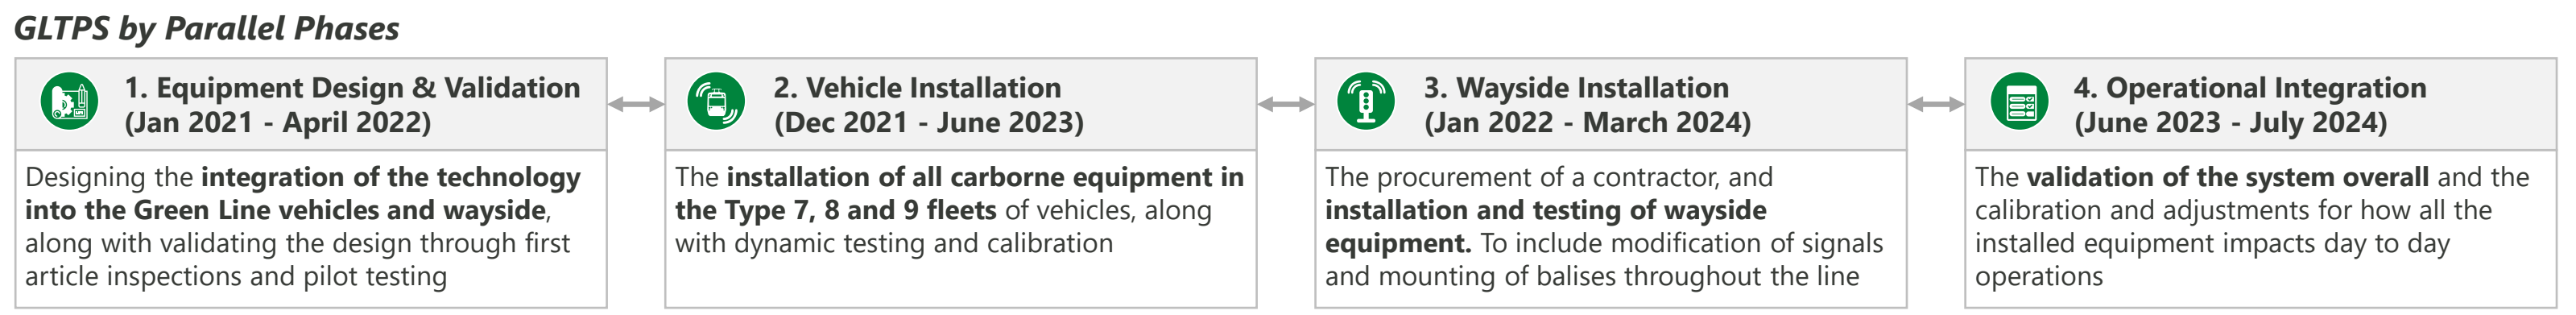 GLTPS by Parallel Phases
1. Equipment Design & Validation
(Jan 2021 - April 2022)
Designing the integration of the technology
into the Green Line vehicles and wayside,
along with validating the design through first
article inspections and pilot testing
2. Vehicle Installation
(Dec 2021 - June 2023)
The installation of all carborne equipment in
the Type 7, 8 and 9 fleets of vehicles, along
with dynamic testing and calibration
3. Wayside Installation
(Jan 2022 - March 2024)
The procurement of a contractor, and
installation and testing of wayside
equipment. To include modification of signals
and mounting of balises throughout the line
4. Operational Integration
(June 2023 - July 2024)
The validation of the system overall and the
calibration and adjustments for how all the
installed equipment impacts day to day
operations